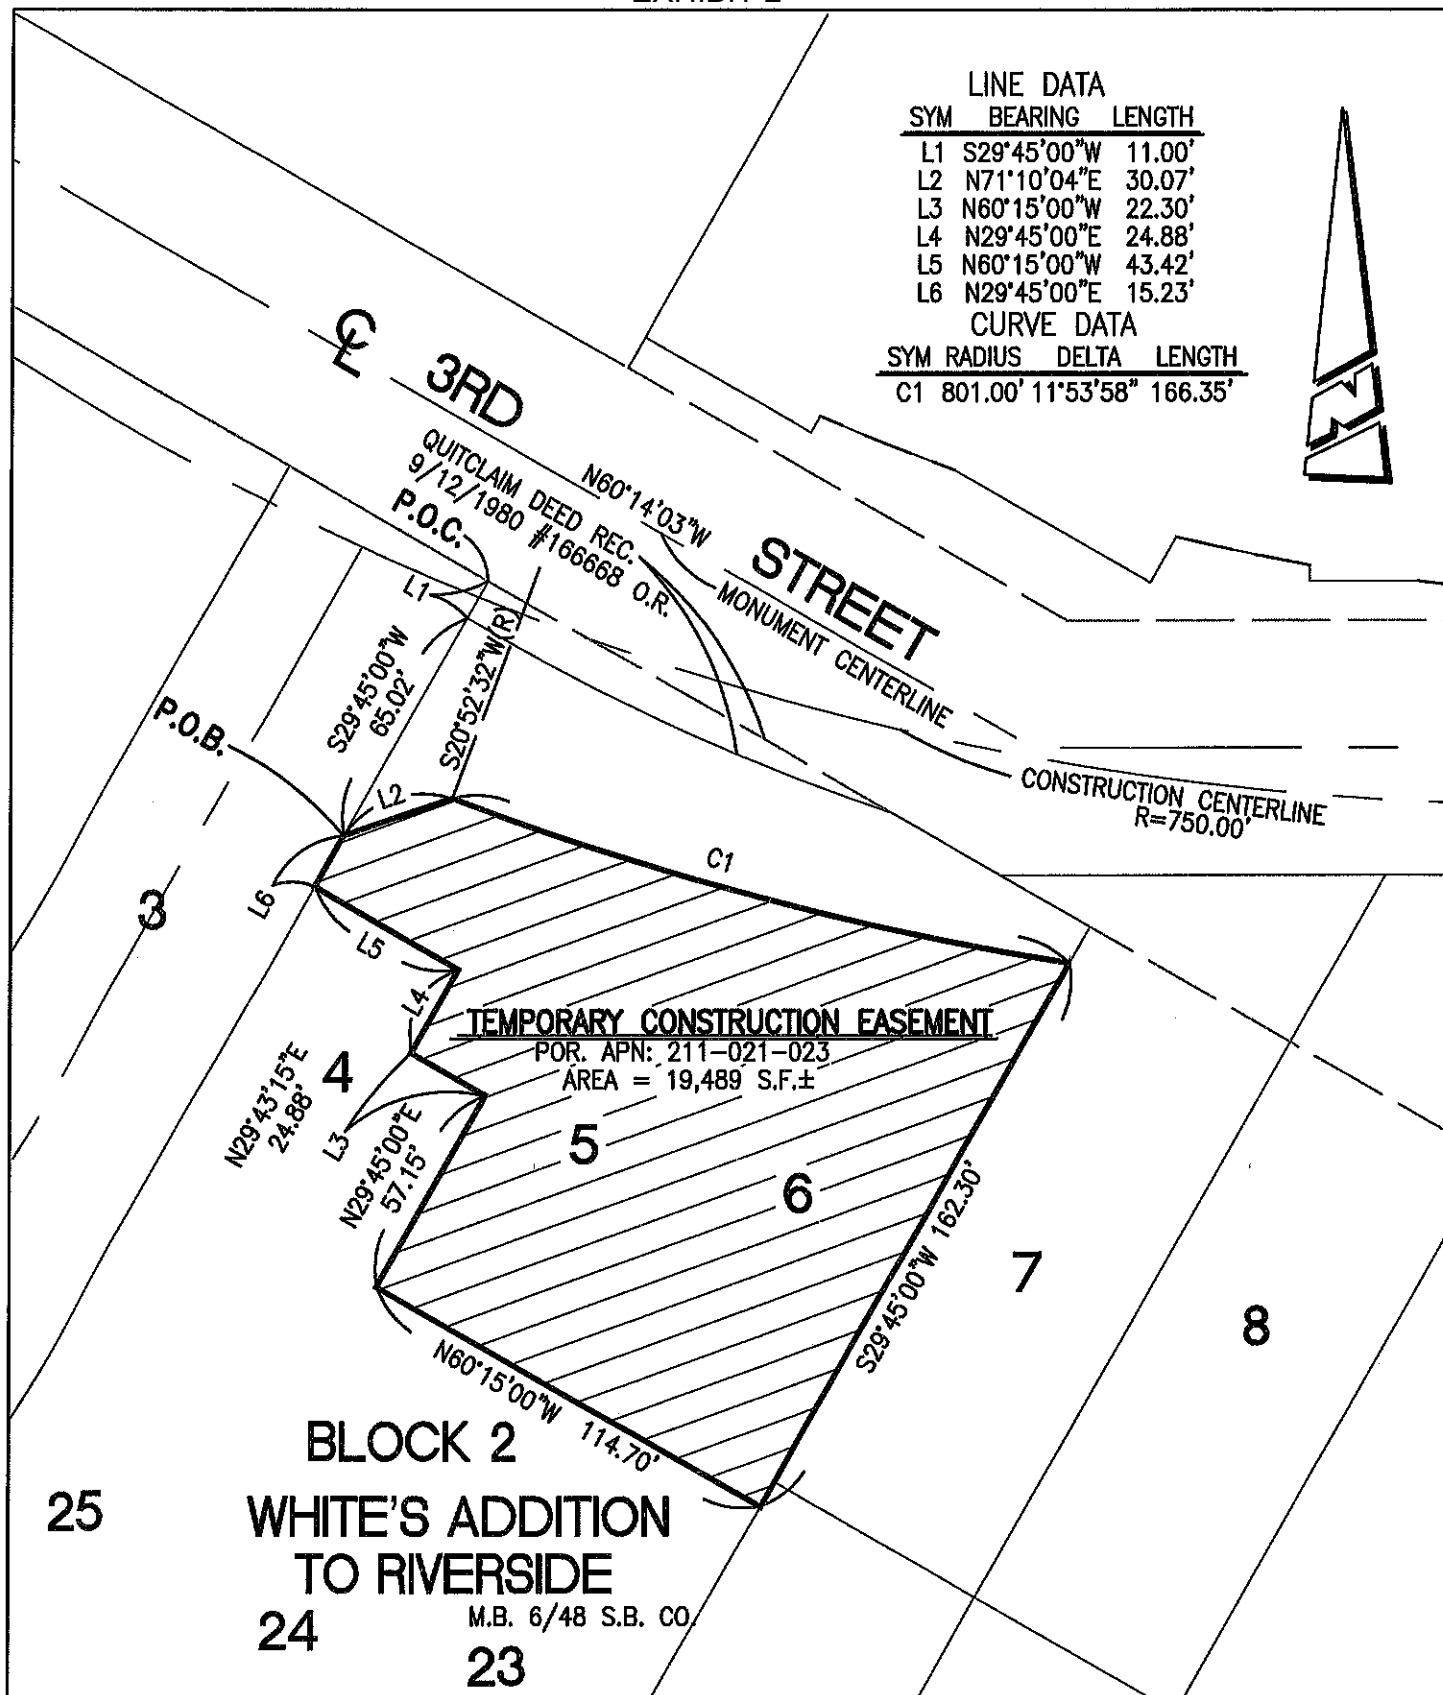 LINE DATA
SYM BEARING LENGTH
L1 S29°45'00"W 11.00'
L2 N71°10'04"E 30.07'
L3 N60°15'00"W 22.30'
L4 N29°45'00"E 24.88'
L5 N60°15'00"W 43.42'
L6 N29°45'00"E 15.23'
CURVE DATA
SYM RADIUS DELTA LENGTH
C1 801.00' 11°53'58" 166.35'
CL 3RD STREET
QUITCLAIM DEED REC.
9/12/1980 #166668 O.R.
N60°14'03"W
MONUMENT CENTERLINE
P.O.C.
L1
S29°45'00"W
65.02'
S20°52'32"W(R)
P.O.B.
L2
CONSTRUCTION CENTERLINE
R=750.00'
C1
3
L6
L5
L4
TEMPORARY CONSTRUCTION EASEMENT
POR. APN: 211-021-023
AREA = 19,489 S.F.±
N29°43'15"E
24.88'
4
L3
N29°45'00"E
57.15'
5
6
S29°45'00"W 162.30'
7
8
N60°15'00"W 114.70'
BLOCK 2
WHITE'S ADDITION
TO RIVERSIDE
M.B. 6/48 S.B. CO.
25
24
23
N